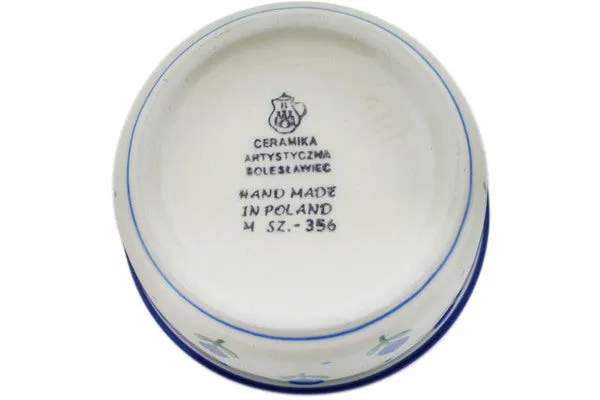 B
CERAMIKA
ARTYSTYCZNA
BOLESŁAWIEC
HAND MADE
IN POLAND
M SZ.-356